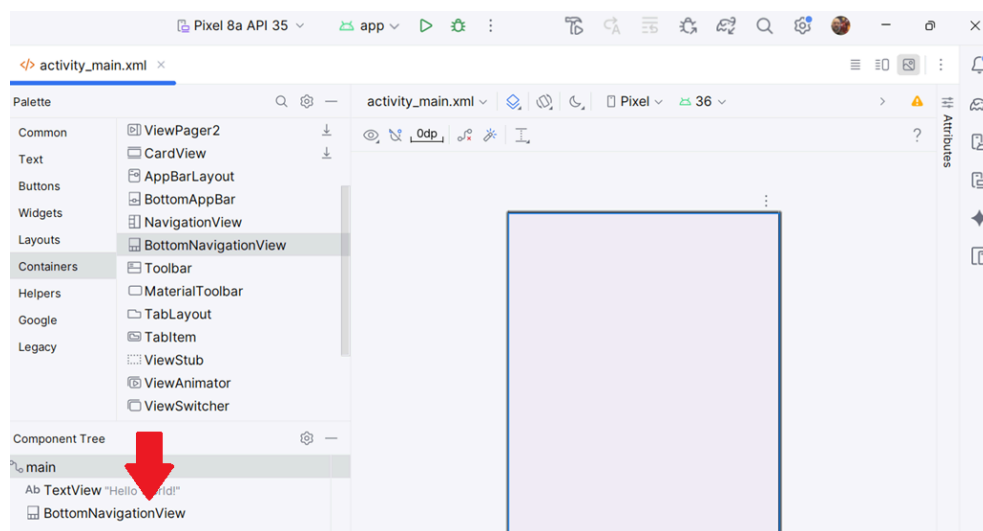 Pixel 8a API 35 app
activity_main.xml
Palette
Common
Text
Buttons
Widgets
Layouts
Containers
Helpers
Google
Legacy
ViewPager2
CardView
AppBarLayout
BottomAppBar
NavigationView
BottomNavigationView
Toolbar
MaterialToolbar
TabLayout
TabItem
ViewStub
ViewAnimator
ViewSwitcher
Component Tree
main
Ab TextView "Hello
BottomNavigationView
activity_main.xml Pixel 36
0dp ?
Attributes